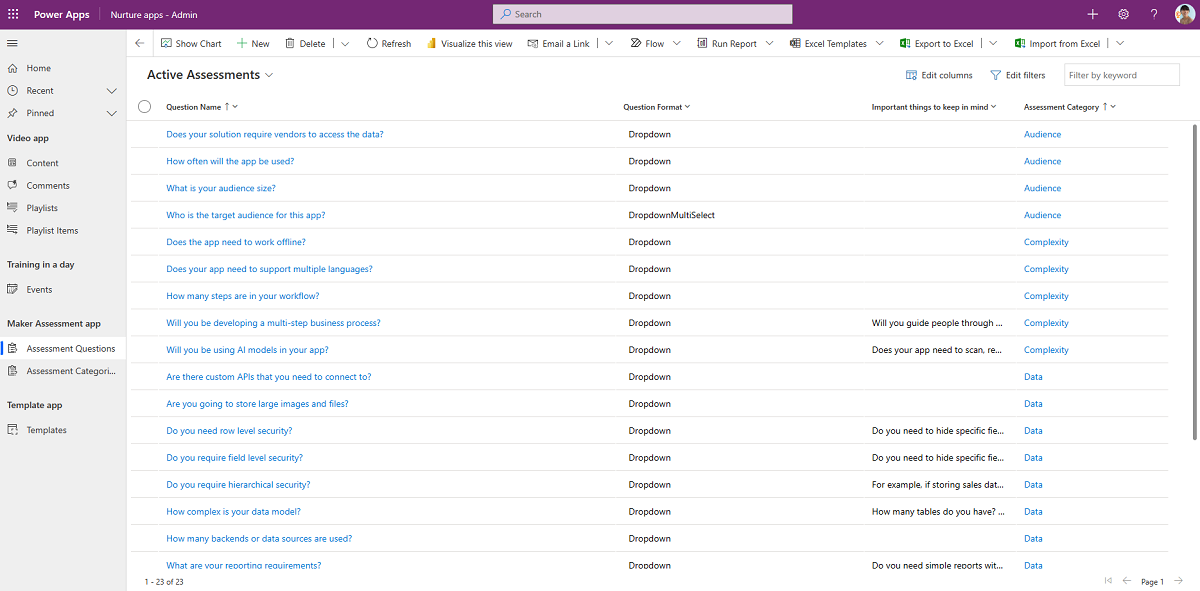 Power Apps Nurture apps - Admin Search
Show Chart New Delete Refresh Visualize this view Email a Link Flow Run Report Excel Templates Export to Excel Import from Excel
Home
Recent
Pinned
Video app
Content
Comments
Playlists
Playlist Items
Training in a day
Events
Maker Assessment app
Assessment Questions
Assessment Categori...
Template app
Templates
Active Assessments Edit columns Edit filters Filter by keyword
Question Name Question Format Important things to keep in mind Assessment Category
Does your solution require vendors to access the data? Dropdown Audience
How often will the app be used? Dropdown Audience
What is your audience size? Dropdown Audience
Who is the target audience for this app? DropdownMultiSelect Audience
Does the app need to work offline? Dropdown Complexity
Does your app need to support multiple languages? Dropdown Complexity
How many steps are in your workflow? Dropdown Complexity
Will you be developing a multi-step business process? Dropdown Will you guide people through ... Complexity
Will you be using AI models in your app? Dropdown Does your app need to scan, re... Complexity
Are there custom APIs that you need to connect to? Dropdown Data
Are you going to store large images and files? Dropdown Data
Do you need row level security? Dropdown Do you need to hide specific fie... Data
Do you require field level security? Dropdown Do you need to hide specific fie... Data
Do you require hierarchical security? Dropdown For example, if storing sales dat... Data
How complex is your data model? Dropdown How many tables do you have? ... Data
How many backends or data sources are used? Dropdown Data
What are your reporting requirements? Dropdown Do you need simple reports wit... Data
1 - 23 of 23 Page 1